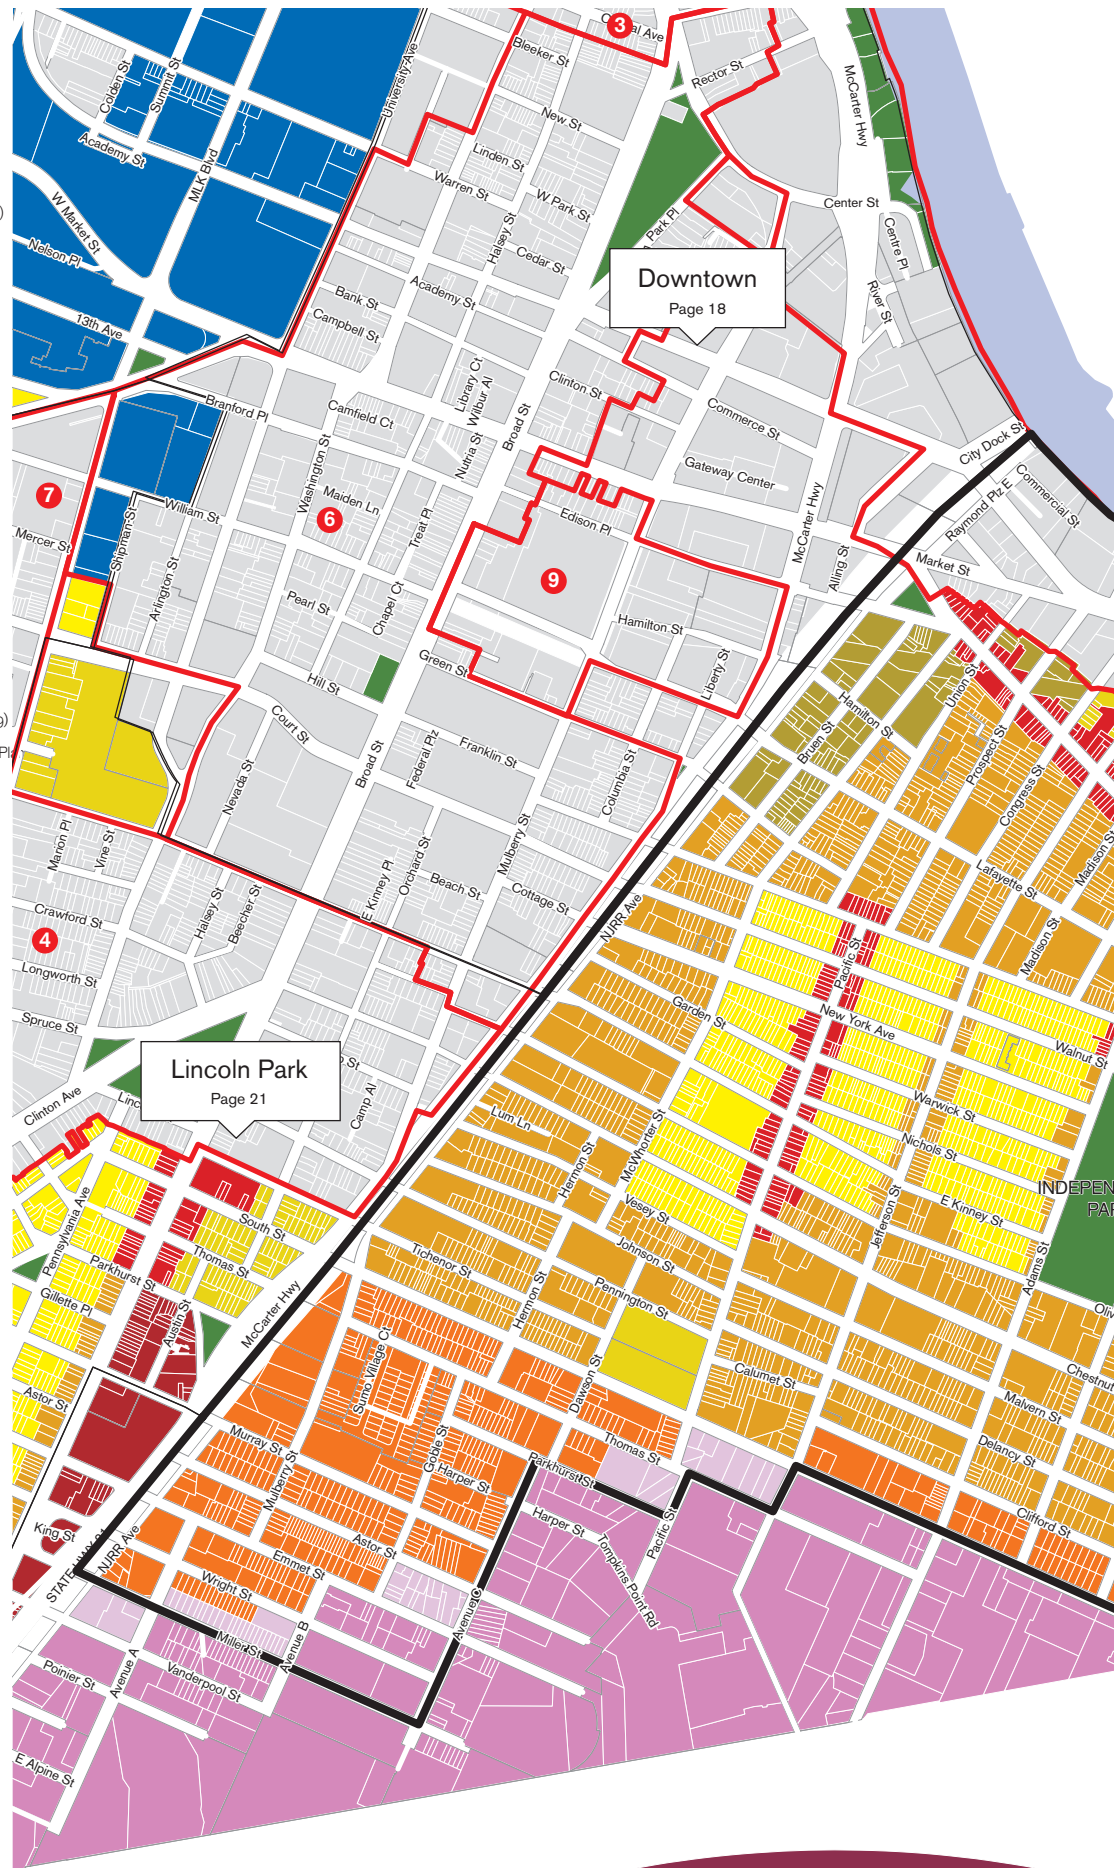 3
al Ave
Bleeker St
University Ave
Colden St
Summit St
Rector St
McCarter Hwy
New St
Academy St
Linden St
MLK Blvd
Warren St
W Park St
W Market St
Center St
Park Pl
Halsey St
Centre Pl
Nelson Pl
Cedar St
Downtown
Page 18
Academy St
Bank St
River St
Campbell St
13th Ave
Library Ct
Wilbur Al
Clinton St
Branford Pl
Camfield Ct
Broad St
Commerce St
City Dock St
Nutria St
Gateway Center
Washington St
Commercial St
7
Maiden Ln
6
William St
Raymond Plz E
McCarter Hwy
Edison Pl
Treat Pl
Mercer St
Shipman St
Market St
9
Alling St
Arlington St
Pearl St
Chapel Ct
Hamilton St
Green St
Liberty St
Hill St
Union St
Hamilton St
Court St
Bruen St
Prospect St
Federal Plz
Franklin St
Broad St
Nevada St
Columbia St
Congress St
Marion Pl
Vine St
Mulberry St
Orchard St
Madison S
Lafayette St
E Kinney Pl
Beach St
Cottage St
Halsey St
Beecher St
Crawford St
4
NJRR Ave
Madison St
Pacific St
Longworth St
Garden St
New York Ave
Spruce St
Walnut St
Lincoln Park
Page 21
Clinton Ave
Linc
Camp Al
Lum Ln
Warwick St
McWhorter St
Nichols St
Hermon St
INDEPEN
PAR
E Kinney St
Pennsylvania Ave
South St
Vesey St
Jefferson St
Thomas St
Parkhurst St
Tichenor St
Johnson St
Adams St
Gillette Pl
Pennington St
Austin St
McCarter Hwy
Hermon St
Oliv
Sumo Village Ct
Dawson St
Calumet St
Chestnut
Astor St
Malvern St
Murray St
Goble St
Thomas St
Delancy St
Mulberry St
Harper St
Parkhurst St
Clifford St
King St
Harper St
Pacific St
NJRR Ave
Astor St
Emmet St
Tompkins Point Rd
Wright St
Avenue C
Miller St
Avenue B
Avenue A
Poinier St
Vanderpool St
E Alpine St